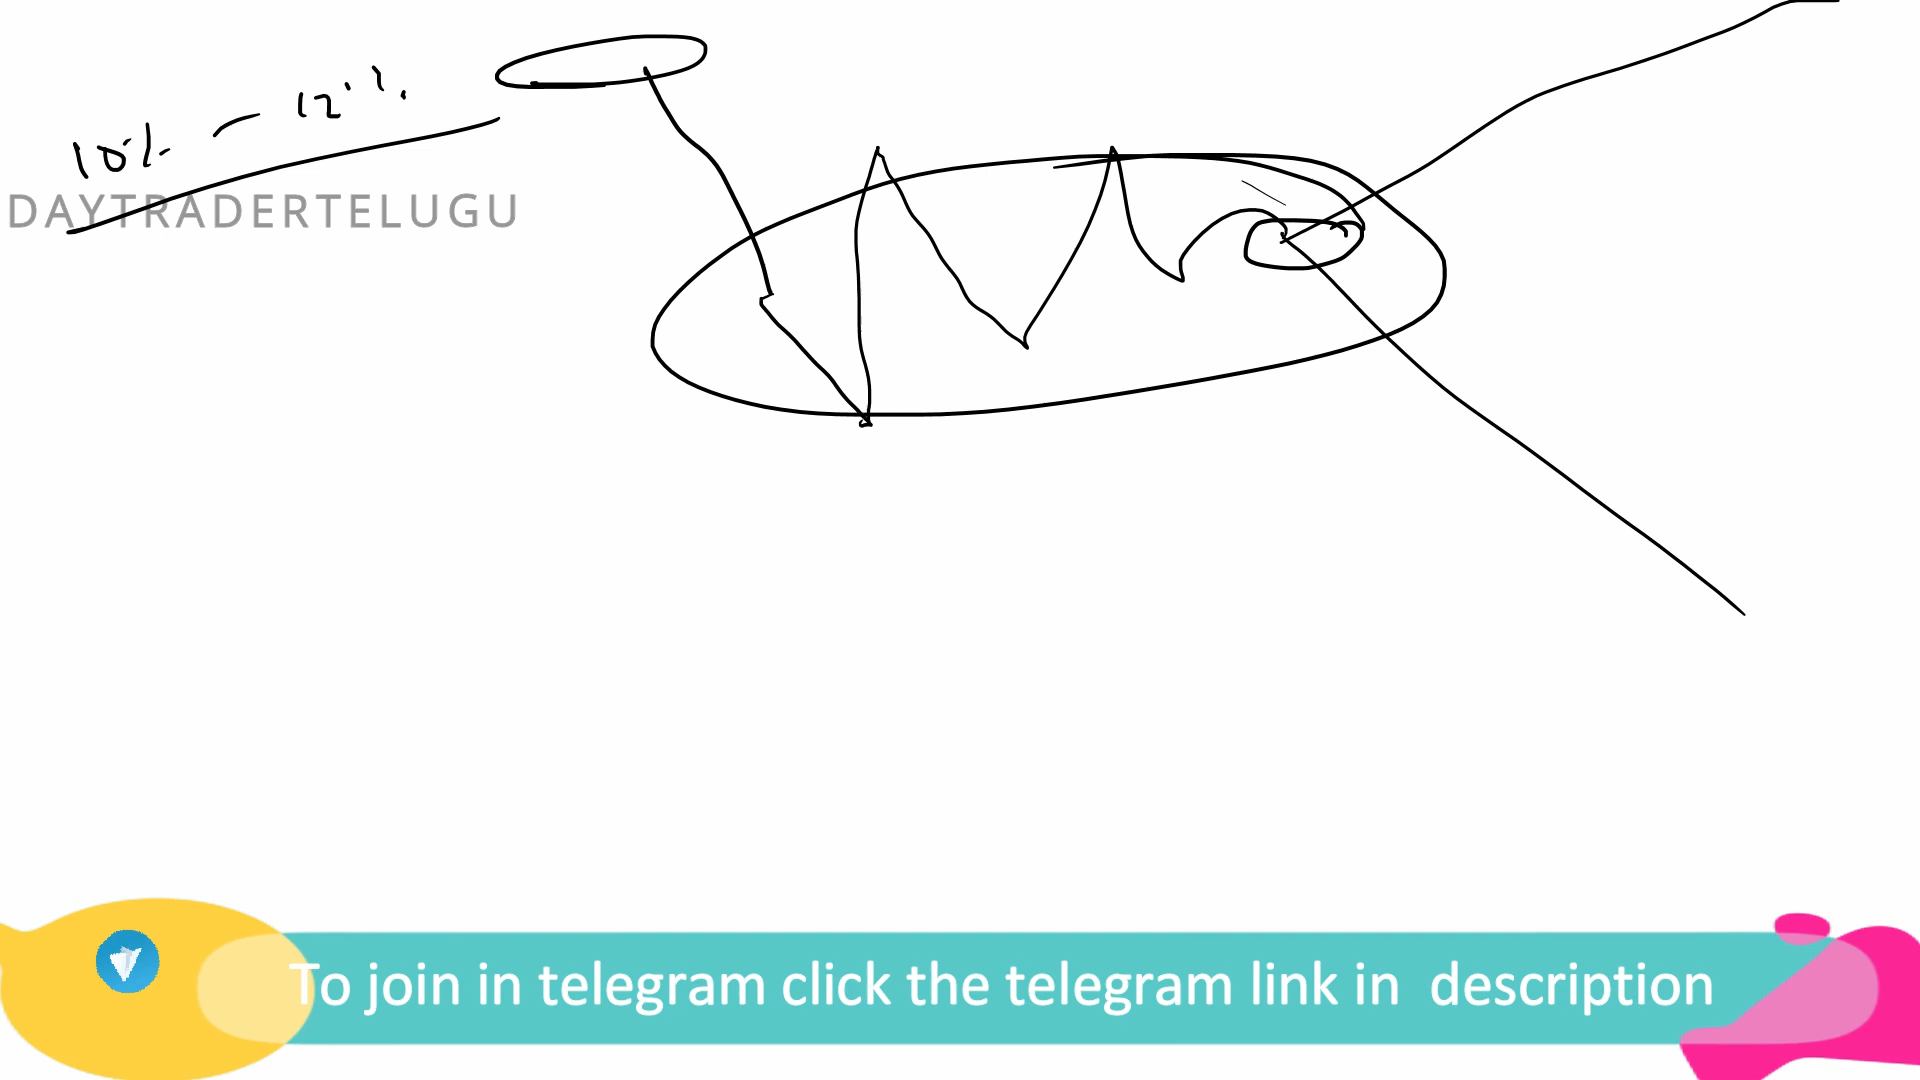 10% - 12%
DAYTRADERTELUGU
To join in telegram click the telegram link in description